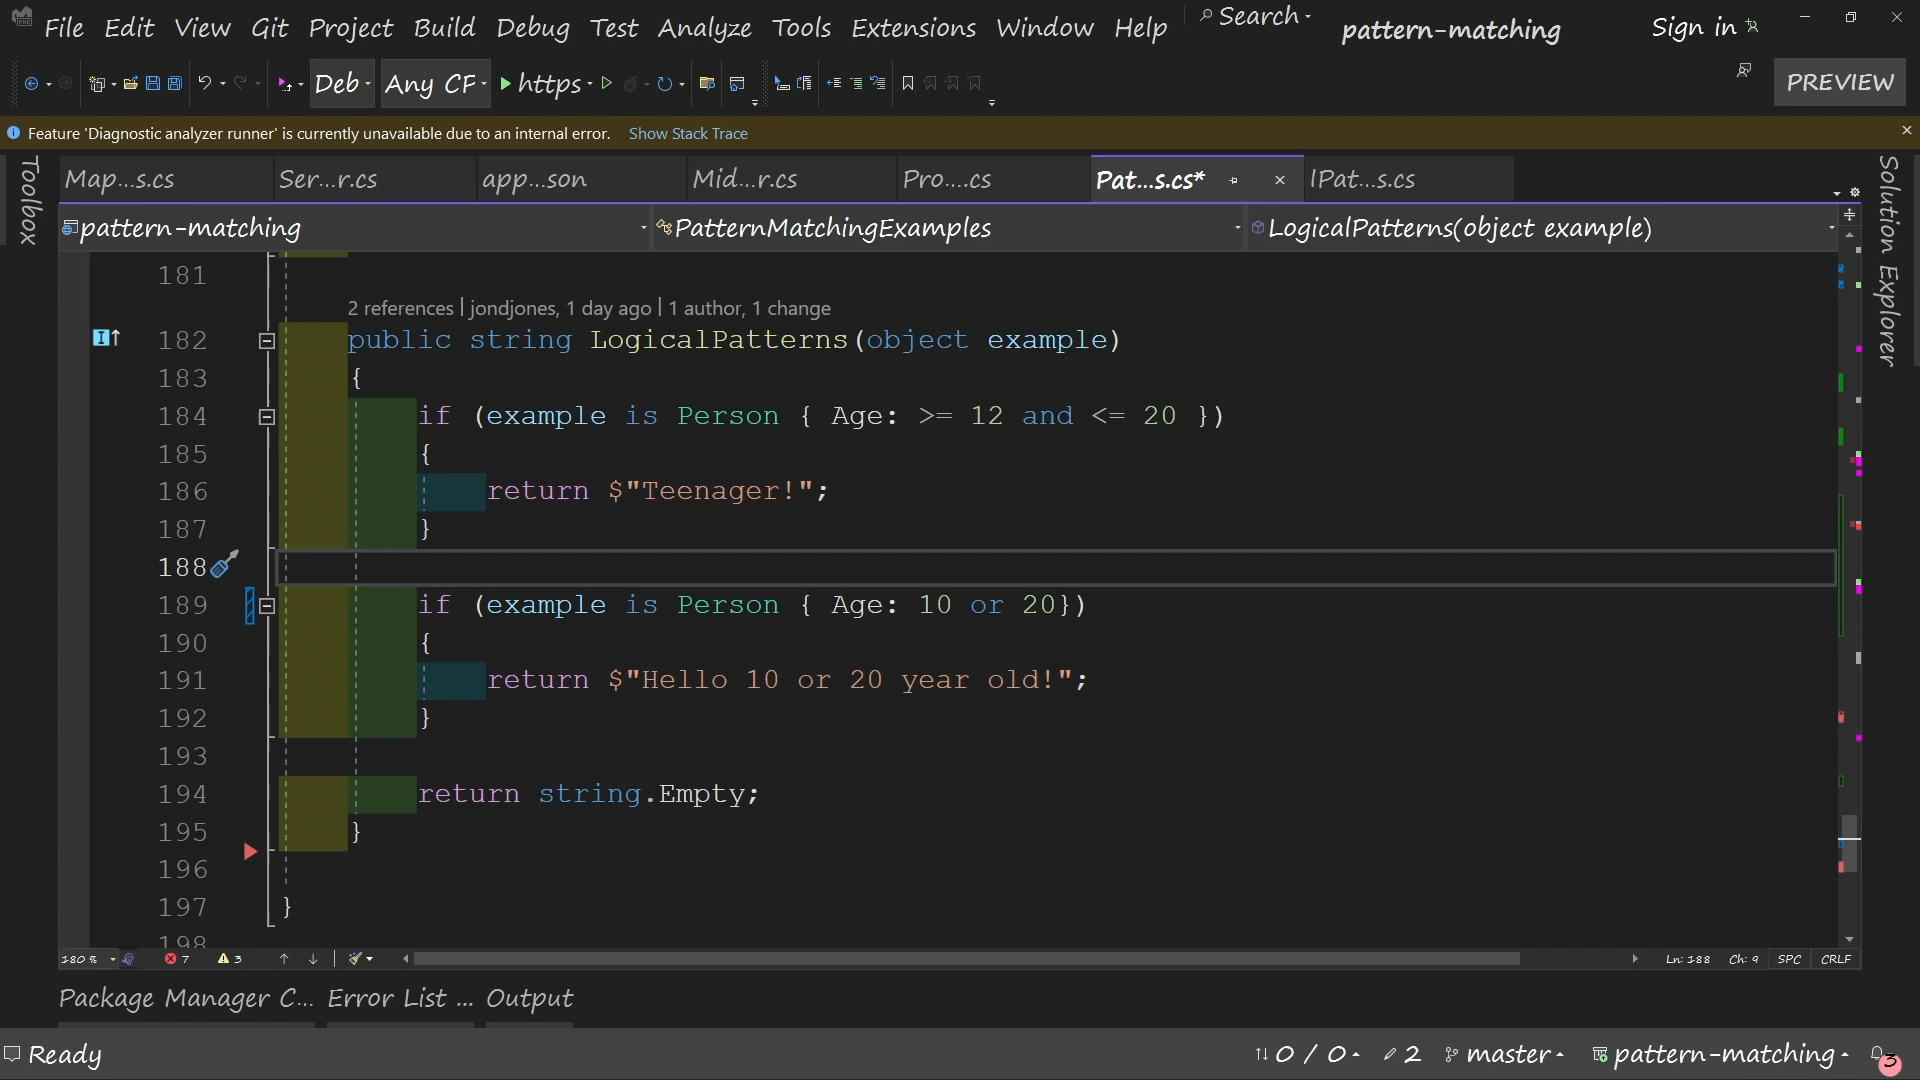 File Edit View Git Project Build Debug Test Analyze Tools Extensions Window Help Search pattern-matching Sign in
Deb Any CF https PREVIEW
Feature 'Diagnostic analyzer runner' is currently unavailable due to an internal error. Show Stack Trace
Toolbox
Map...s.cs Ser...r.cs app...son Mid...r.cs Pro....cs Pat...s.cs* IPat...s.cs
Solution Explorer
pattern-matching PatternMatchingExamples LogicalPatterns(object example)
181
2 references | jondjones, 1 day ago | 1 author, 1 change
182 public string LogicalPatterns(object example)
183 {
184 if (example is Person { Age: >= 12 and <= 20 })
185 {
186 return $"Teenager!";
187 }
188
189 if (example is Person { Age: 10 or 20})
190 {
191 return $"Hello 10 or 20 year old!";
192 }
193
194 return string.Empty;
195 }
196
197 }
198
180 % 7 3 Ln: 188 Ch: 9 SPC CRLF
Package Manager C... Error List ... Output
Ready 0 / 0 2 master pattern-matching 3